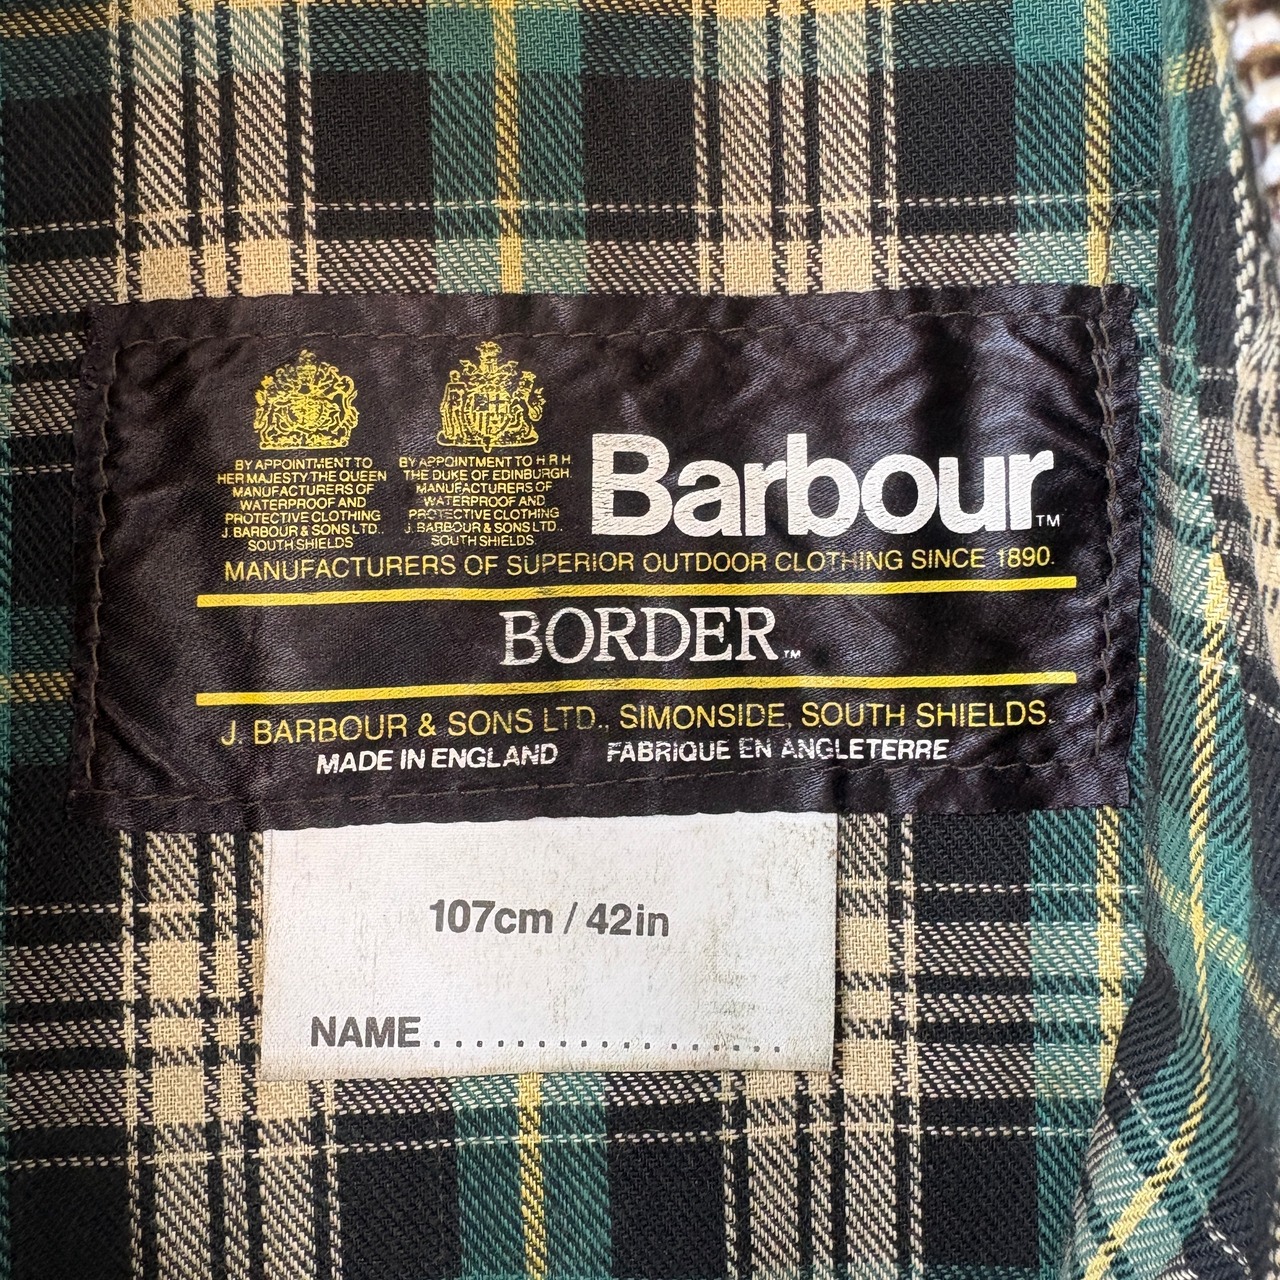 BY APPOINTMENT TO
HER MAJESTY THE QUEEN
MANUFACTURERS OF
WATERPROOF AND
PROTECTIVE CLOTHING
J. BARBOUR & SONS LTD.
SOUTH SHIELDS
BY APPOINTMENT TO H.R.H.
THE DUKE OF EDINBURGH.
MANUFACTURERS OF
WATERPROOF AND
PROTECTIVE CLOTHING
J. BARBOUR & SONS LTD.
SOUTH SHIELDS.
Barbour™
MANUFACTURERS OF SUPERIOR OUTDOOR CLOTHING SINCE 1890.
BORDER™
J. BARBOUR & SONS LTD., SIMONSIDE, SOUTH SHIELDS.
MADE IN ENGLAND FABRIQUE EN ANGLETERRE
107cm / 42in
NAME..................